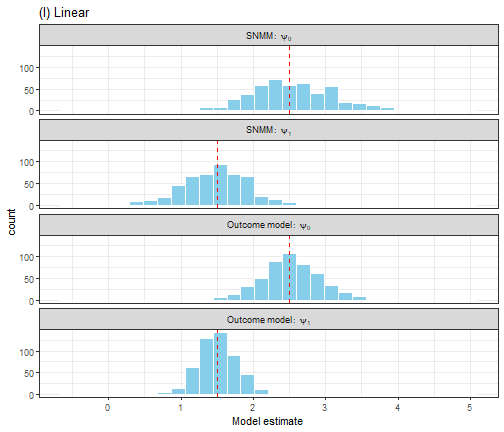 (I) Linear
SNMM: ψ₀
100
50
0
SNMM: ψ₁
100
50
0
Outcome model: ψ₀
100
50
0
Outcome model: ψ₁
100
50
0
count
0 1 2 3 4 5
Model estimate